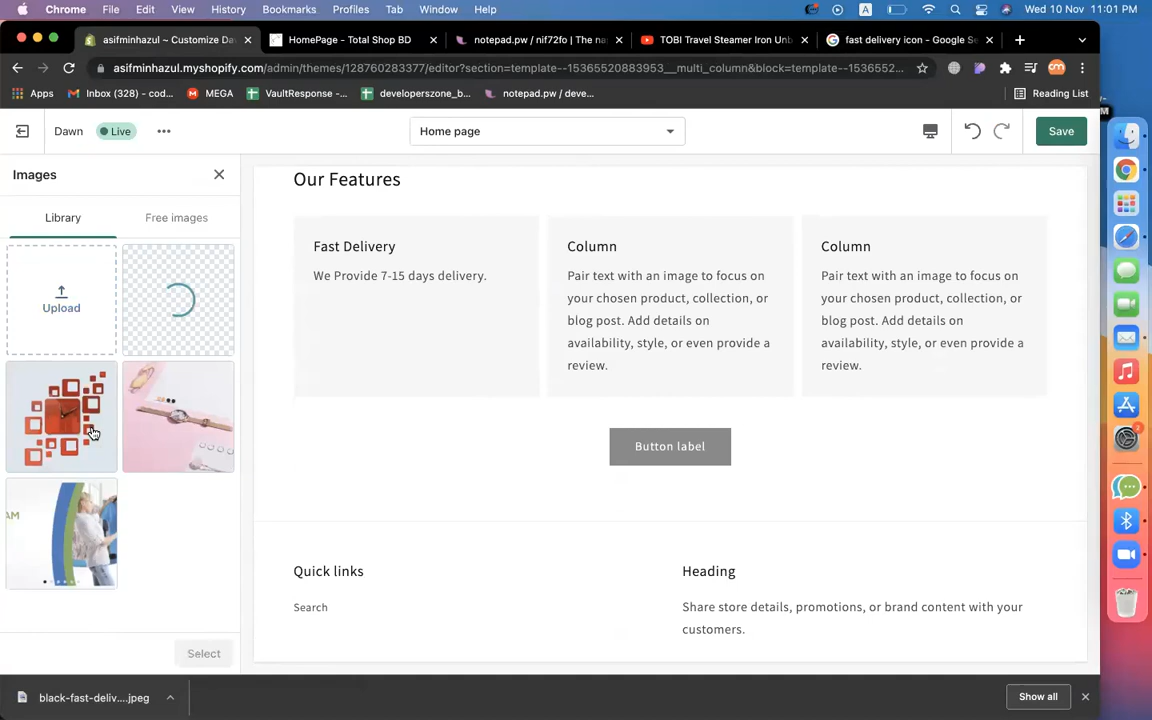 Chrome File Edit View History Bookmarks Profiles Tab Window Help A Wed 10 Nov 11:01 PM
asifminhazul ~ Customize Da HomePage - Total Shop BD notepad.pw / nif72fo | The na TOBI Travel Steamer Iron Unb fast delivery icon - Google Se
asifminhazul.myshopify.com/admin/themes/128760283377/editor?section=template--15365520883953__multi_column&block=template--1536552...
Apps Inbox (328) - cod... MEGA VaultResponse -... developerszone_b... notepad.pw / deve... Reading List
Dawn Live Home page Save
Images
Library Free images
Upload
AM
Select
Our Features
Fast Delivery
We Provide 7-15 days delivery.
Column
Pair text with an image to focus on
your chosen product, collection, or
blog post. Add details on
availability, style, or even provide a
review.
Column
Pair text with an image to focus on
your chosen product, collection, or
blog post. Add details on
availability, style, or even provide a
review.
Button label
Quick links
Search
Heading
Share store details, promotions, or brand content with your
customers.
black-fast-deliv....jpeg Show all